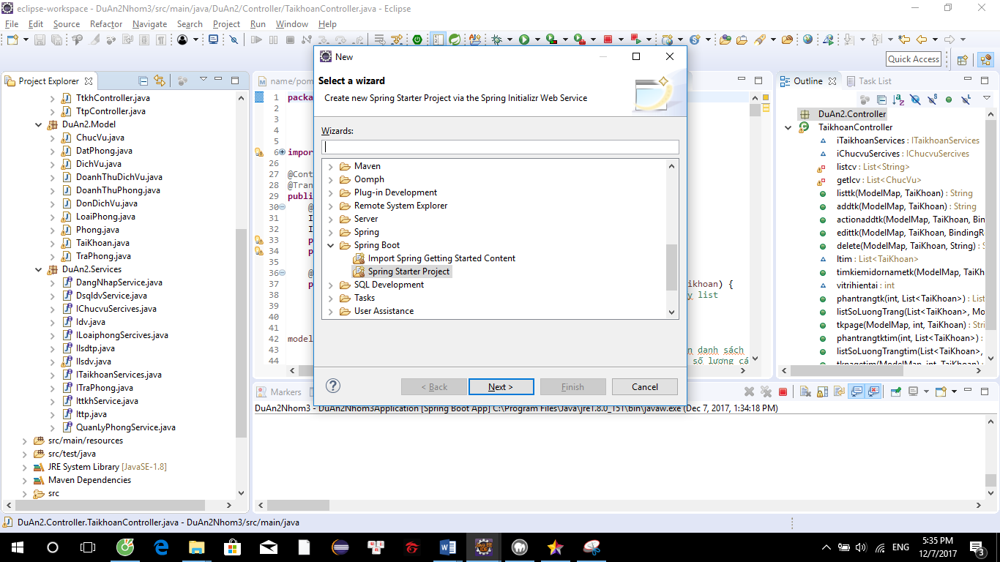 eclipse-workspace - DuAn2Nhom3/src/main/java/DuAn2/Controller/TaikhoanController.java - Eclipse
File Edit Source Refactor Navigate Search Project Run Window Help
Quick Access
Project Explorer
TtkhController.java
TtpController.java
DuAn2.Model
ChucVu.java
DatPhong.java
DichVu.java
DoanhThuDichVu.java
DoanhThuPhong.java
DonDichVu.java
LoaiPhong.java
Phong.java
TaiKhoan.java
TraPhong.java
DuAn2.Services
DangNhapService.java
DsqldvService.java
IChucvuSercives.java
Idv.java
ILoaiphongSercives.java
Ilsdtp.java
Ilsdv.java
ITaikhoanServices.java
ITraPhong.java
IttkhService.java
Ittp.java
QuanLyPhongService.java
src/main/resources
src/test/java
JRE System Library [JavaSE-1.8]
Maven Dependencies
src
name/pom
1 packa
2
3
4
5
6 impor
26
27 @Cont
28 @Tran
29 publi
30 @
31 I
32 I
33 p
34 p
35
36 @
37 p ikhoan) {
38 y list
39
40
41
42 model
43 n danh sách
44 số lượng cá
New
Select a wizard
Create new Spring Starter Project via the Spring Initializr Web Service
Wizards:
Maven
Oomph
Plug-in Development
Remote System Explorer
Server
Spring
Spring Boot
Import Spring Getting Started Content
Spring Starter Project
SQL Development
Tasks
User Assistance
< Back Next > Finish Cancel
Outline Task List
DuAn2.Controller
TaikhoanController
iTaikhoanServices : ITaikhoanServices
iChucvuSercives : IChucvuSercives
listcv : List<String>
getlcv : List<ChucVu>
listtk(ModelMap, TaiKhoan) : String
addtk(ModelMap, TaiKhoan) : String
actionaddtk(ModelMap, TaiKhoan, Bin
edittk(ModelMap, TaiKhoan, BindingR
delete(ModelMap, TaiKhoan, String) : S
ltim : List<TaiKhoan>
timkiemidornametk(ModelMap, TaiKh
vitrihientai : int
phantrangtk(int, List<TaiKhoan>) : List
listSoLuongTrang(List<TaiKhoan>, Mo
tkpage(ModelMap, int, TaiKhoan) : Stri
phantrangtktim(int, List<TaiKhoan>) :
listSoLuongTrangtim(List<TaiKhoan>,
tkpagetim(ModelMap, int, TaiKhoan) :
Markers
DuAn2Nhom3 - DuAn2Nhom3Application [Spring Boot App] C:\Program Files\Java\jre1.8.0_151\bin\javaw.exe (Dec 7, 2017, 1:34:18 PM)
DuAn2.Controller.TaikhoanController.java - DuAn2Nhom3/src/main/java
ENG
5:35 PM
12/7/2017
3